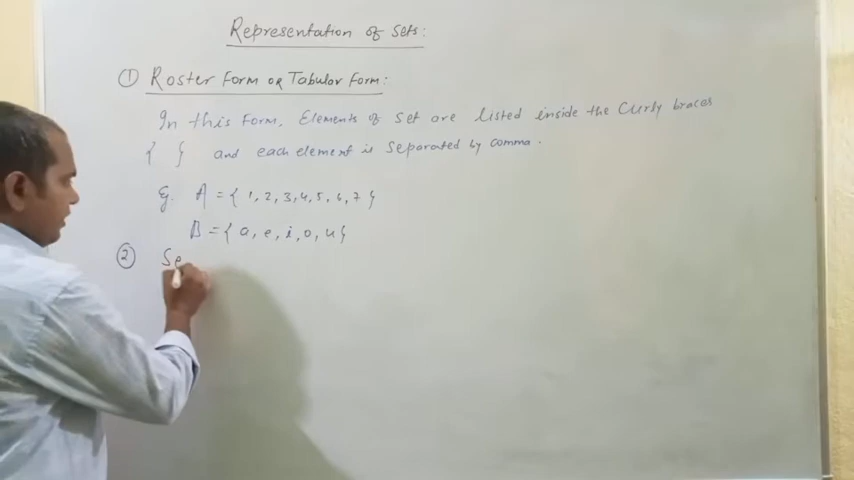 Representation of Sets:
① Roster Form or Tabular Form:
In this Form, Elements of Set are listed inside the Curly braces
{ } and each element is separated by comma.
Eg. A = { 1, 2, 3, 4, 5, 6, 7 }
B = { a, e, i, o, u }
② Se